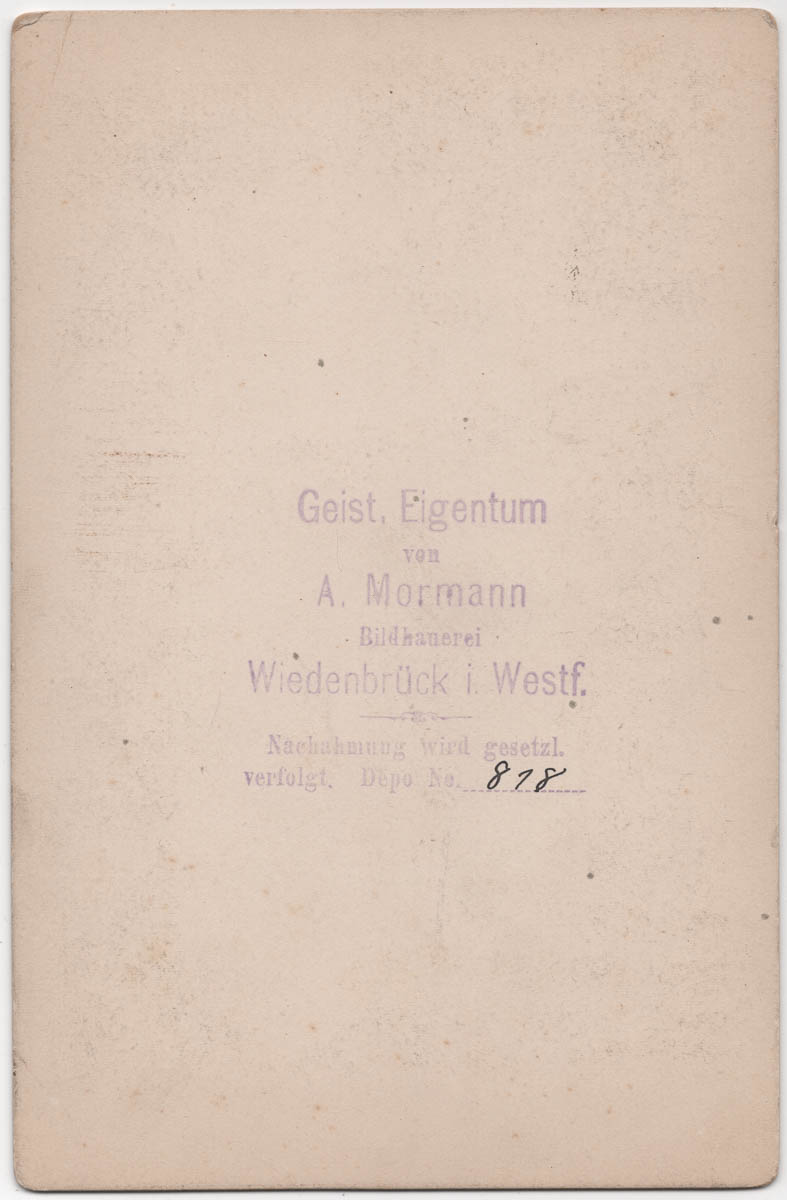 Geist. Eigentum
von
A. Mormann
Bildhauerei
Wiedenbrück i. Westf.
Nachahmung wird gesetzl.
verfolgt. Depo No. 818